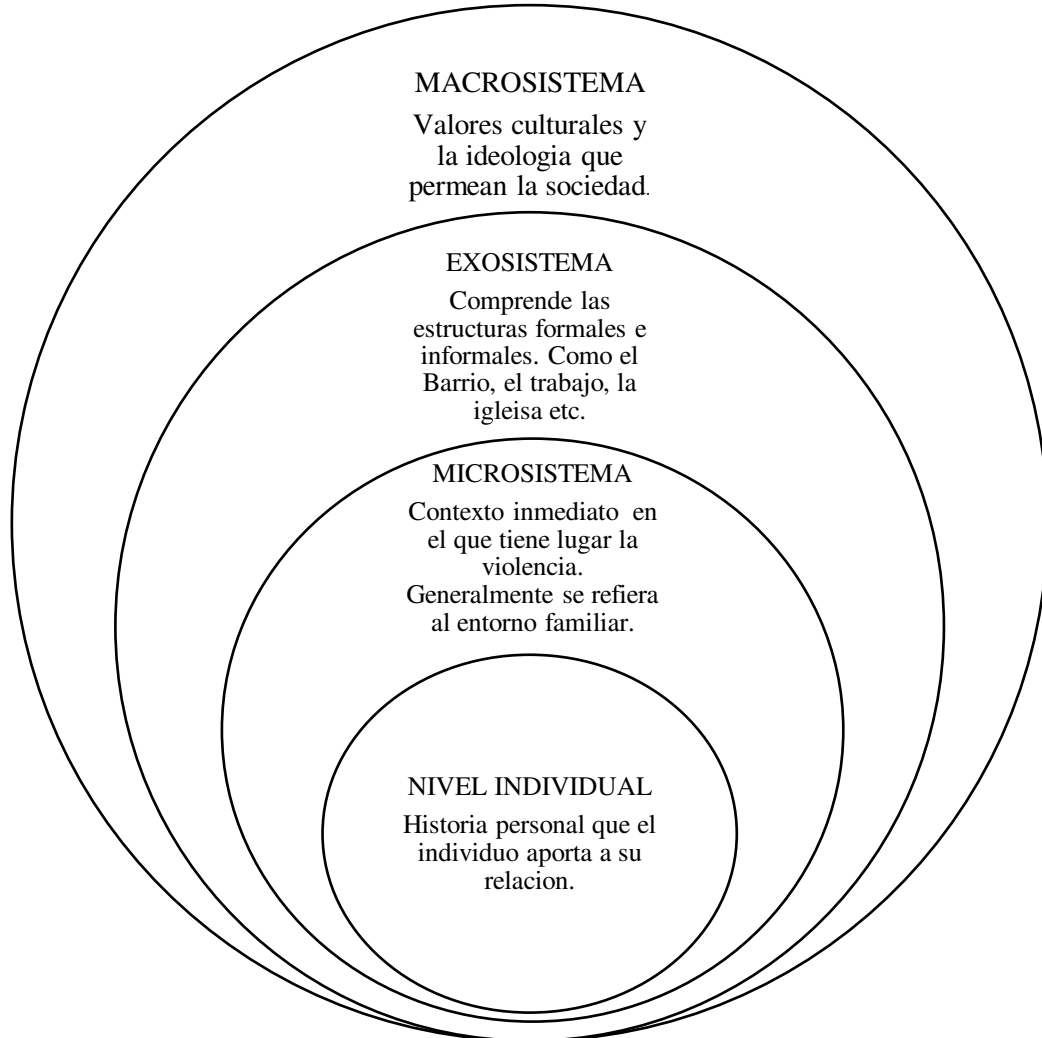 MACROSISTEMA
Valores culturales y
la ideologia que
permean la sociedad.
EXOSISTEMA
Comprende las
estructuras formales e
informales. Como el
Barrio, el trabajo, la
igleisa etc.
MICROSISTEMA
Contexto inmediato en
el que tiene lugar la
violencia.
Generalmente se refiera
al entorno familiar.
NIVEL INDIVIDUAL
Historia personal que el
individuo aporta a su
relacion.